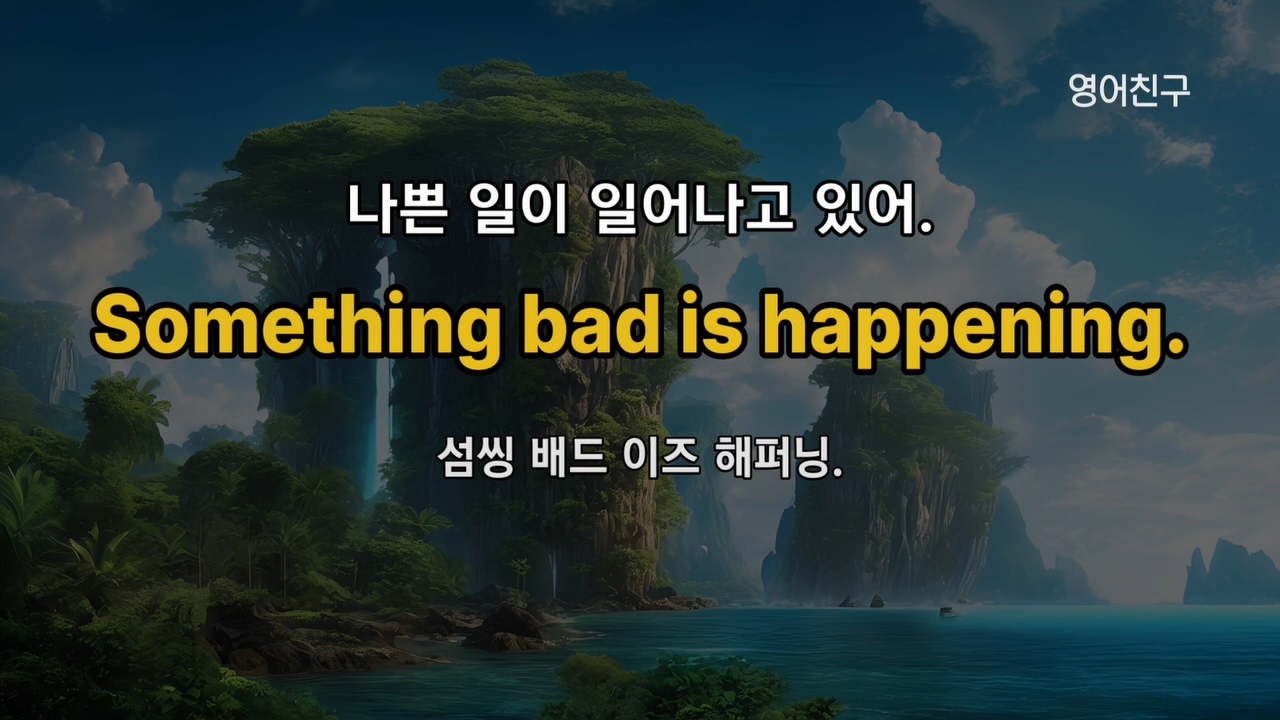 영어친구
나쁜 일이 일어나고 있어.
Something bad is happening.
섬씽 배드 이즈 해퍼닝.